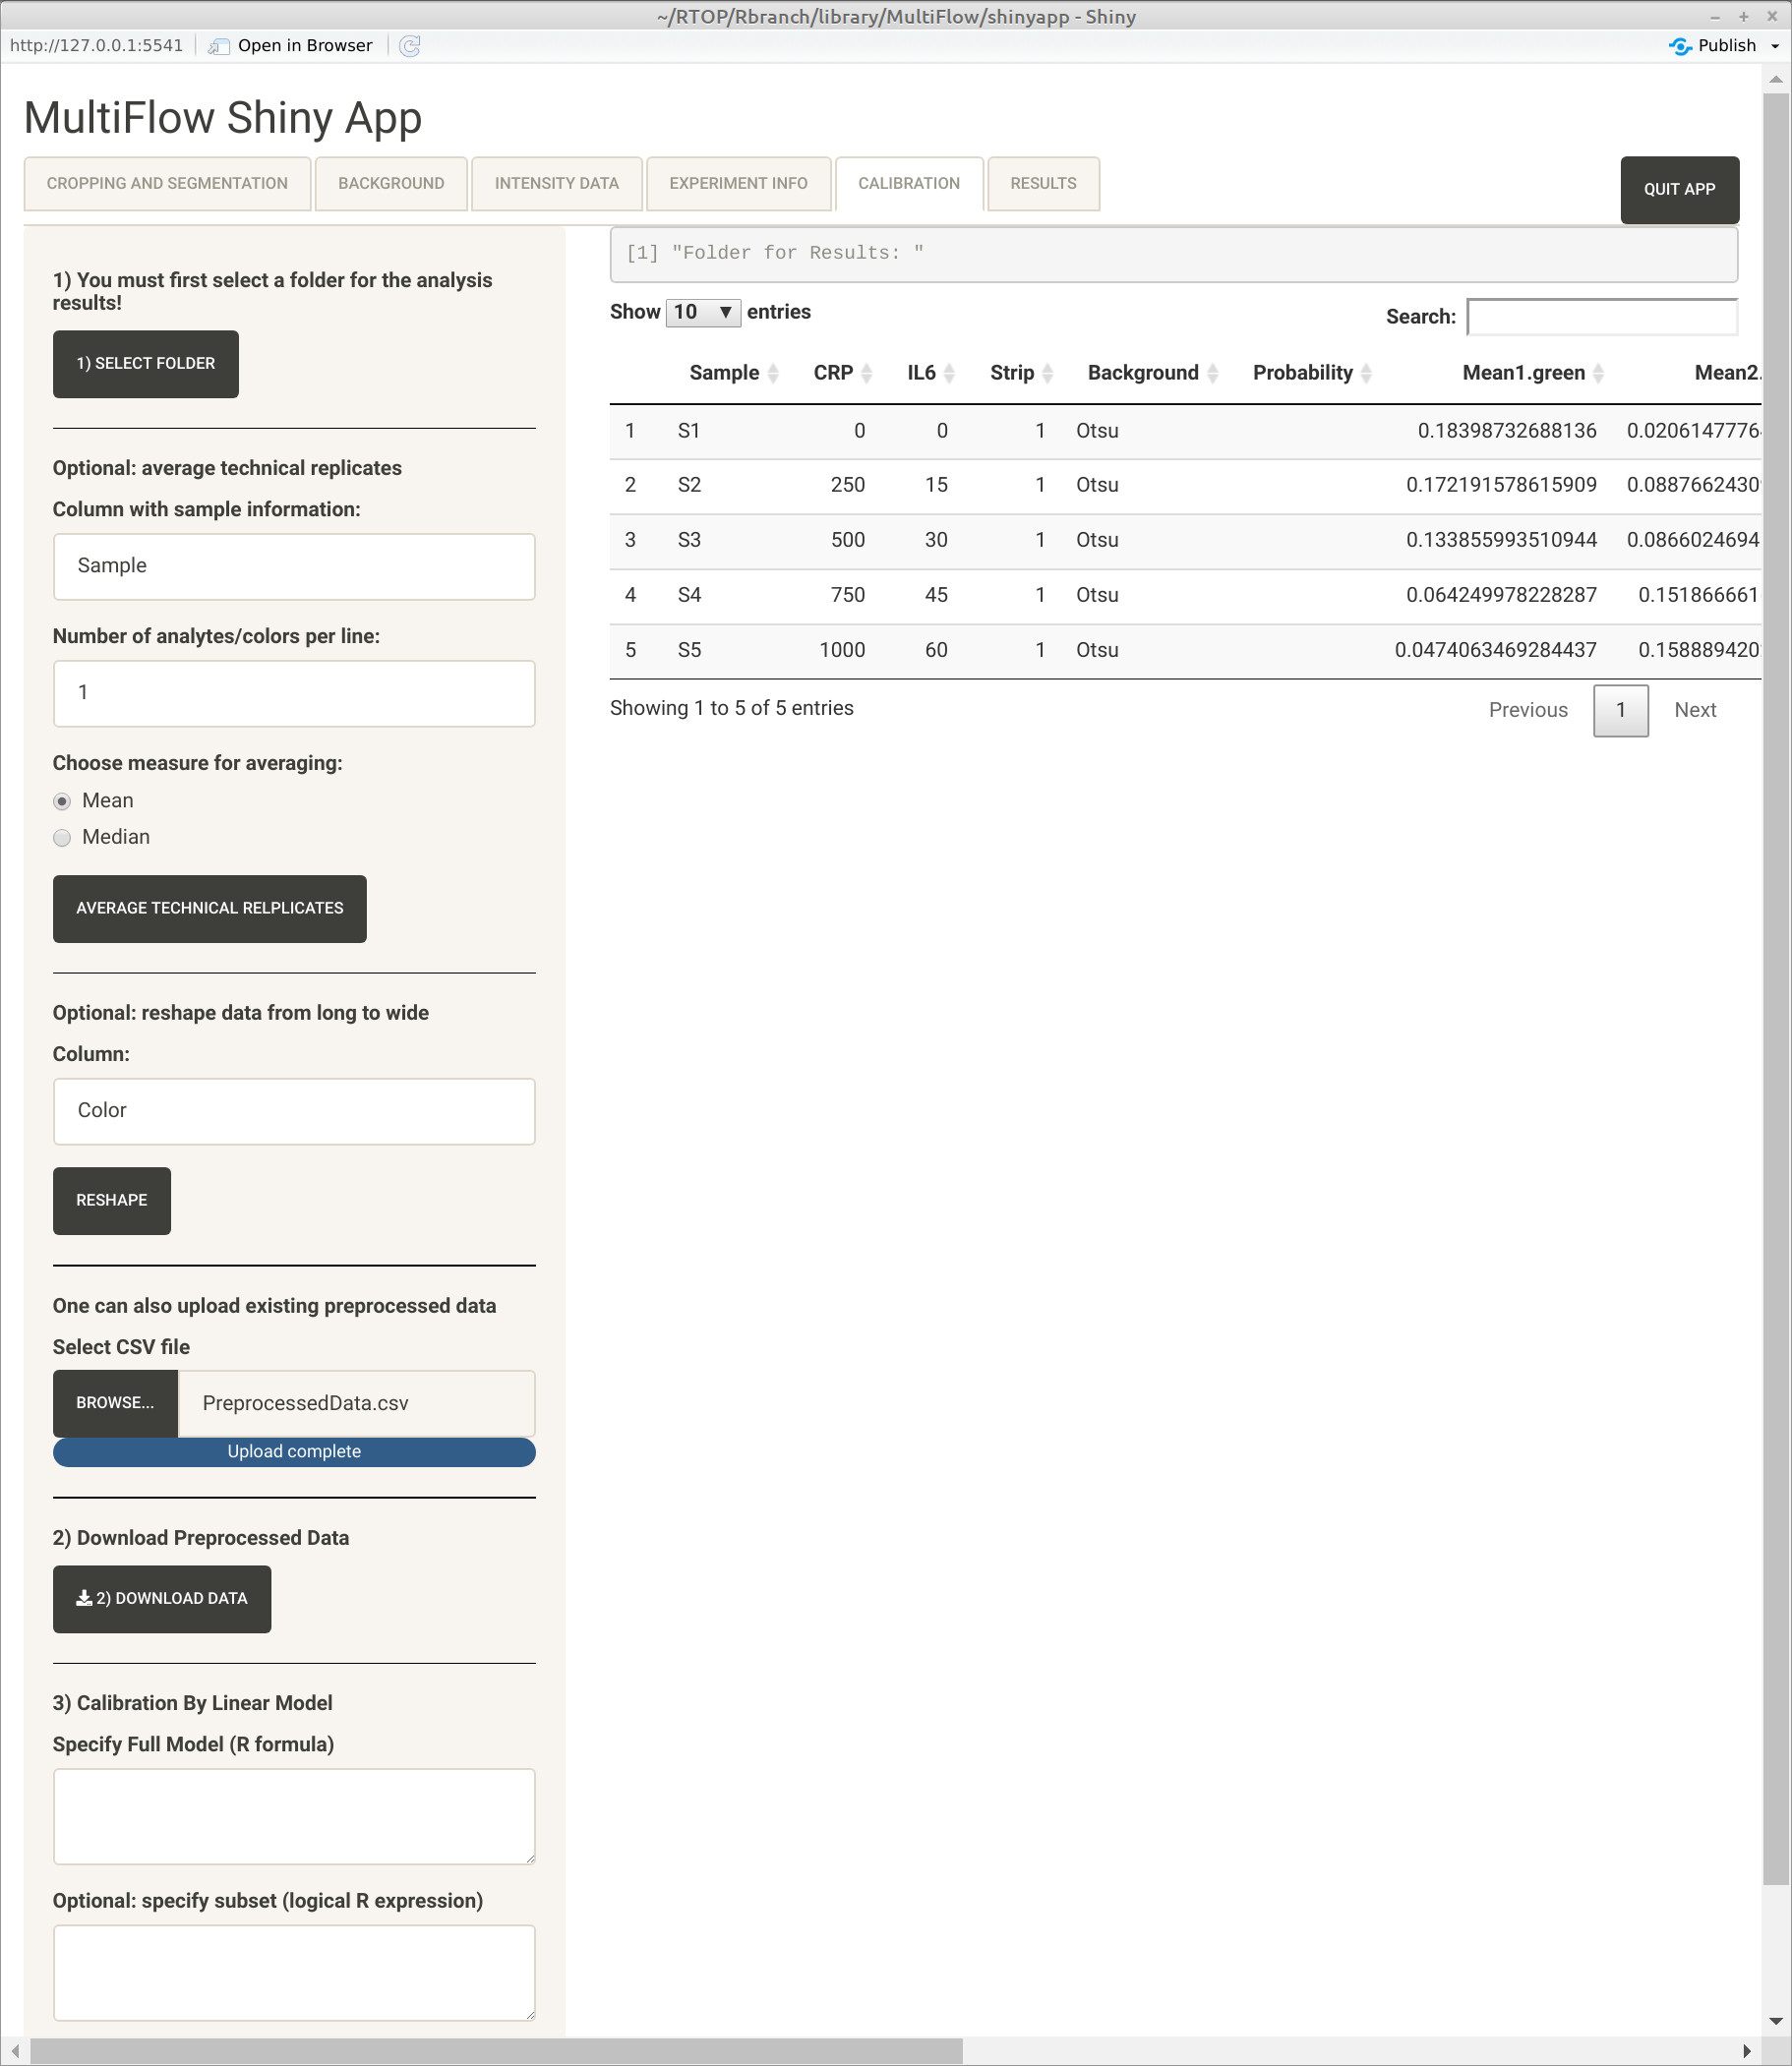 ~/RTOP/Rbranch/library/MultiFlow/shinyapp - Shiny
http://127.0.0.1:5541 Open in Browser Publish
MultiFlow Shiny App
CROPPING AND SEGMENTATION BACKGROUND INTENSITY DATA EXPERIMENT INFO CALIBRATION RESULTS QUIT APP
1) You must first select a folder for the analysis
results!
1) SELECT FOLDER
Optional: average technical replicates
Column with sample information:
Sample
Number of analytes/colors per line:
1
Choose measure for averaging:
Mean
Median
AVERAGE TECHNICAL RELPLICATES
Optional: reshape data from long to wide
Column:
Color
RESHAPE
One can also upload existing preprocessed data
Select CSV file
BROWSE... PreprocessedData.csv
Upload complete
2) Download Preprocessed Data
2) DOWNLOAD DATA
3) Calibration By Linear Model
Specify Full Model (R formula)
Optional: specify subset (logical R expression)
[1] "Folder for Results: "
Show 10 entries Search:
Sample CRP IL6 Strip Background Probability Mean1.green Mean2.
1 S1 0 0 1 Otsu 0.18398732688136 0.0206147776
2 S2 250 15 1 Otsu 0.172191578615909 0.0887662430
3 S3 500 30 1 Otsu 0.133855993510944 0.0866024694
4 S4 750 45 1 Otsu 0.064249978228287 0.151866661
5 S5 1000 60 1 Otsu 0.0474063469284437 0.158889420
Showing 1 to 5 of 5 entries Previous 1 Next